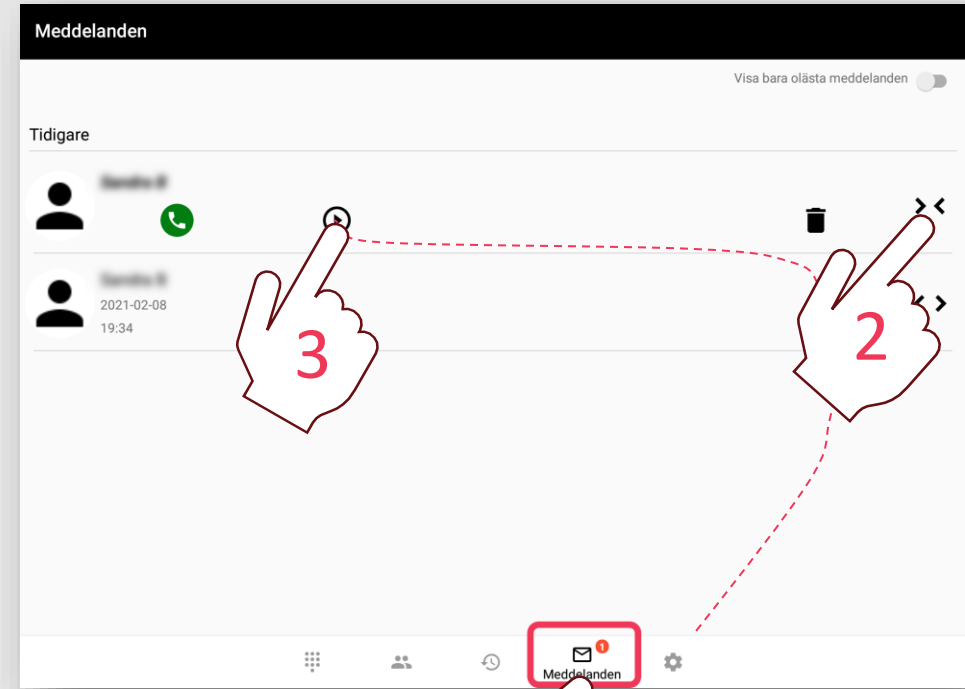 Meddelanden
Visa bara olästa meddelanden
Tidigare
2021-02-08
19:34
3
2
1
Meddelanden